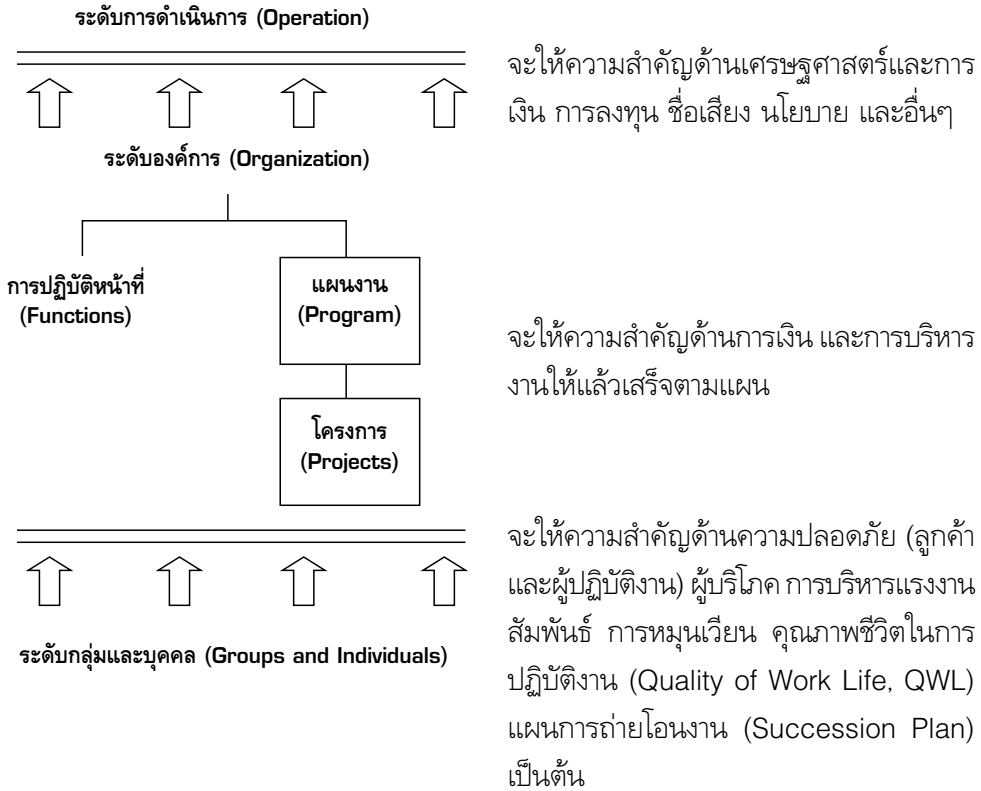 ระดับการดำเนินการ (Operation)
จะให้ความสำคัญด้านเศรษฐศาสตร์และการ
เงิน การลงทุน ชื่อเสียง นโยบาย และอื่นๆ
ระดับองค์การ (Organization)
การปฏิบัติหน้าที่
(Functions)
แผนงาน
(Program)
จะให้ความสำคัญด้านการเงิน และการบริหาร
งานให้แล้วเสร็จตามแผน
โครงการ
(Projects)
จะให้ความสำคัญด้านความปลอดภัย (ลูกค้า
และผู้ปฏิบัติงาน) ผู้บริโภค การบริหารแรงงาน
สัมพันธ์ การหมุนเวียน คุณภาพชีวิตในการ
ปฏิบัติงาน (Quality of Work Life, QWL)
แผนการถ่ายโอนงาน (Succession Plan)
เป็นต้น
ระดับกลุ่มและบุคคล (Groups and Individuals)